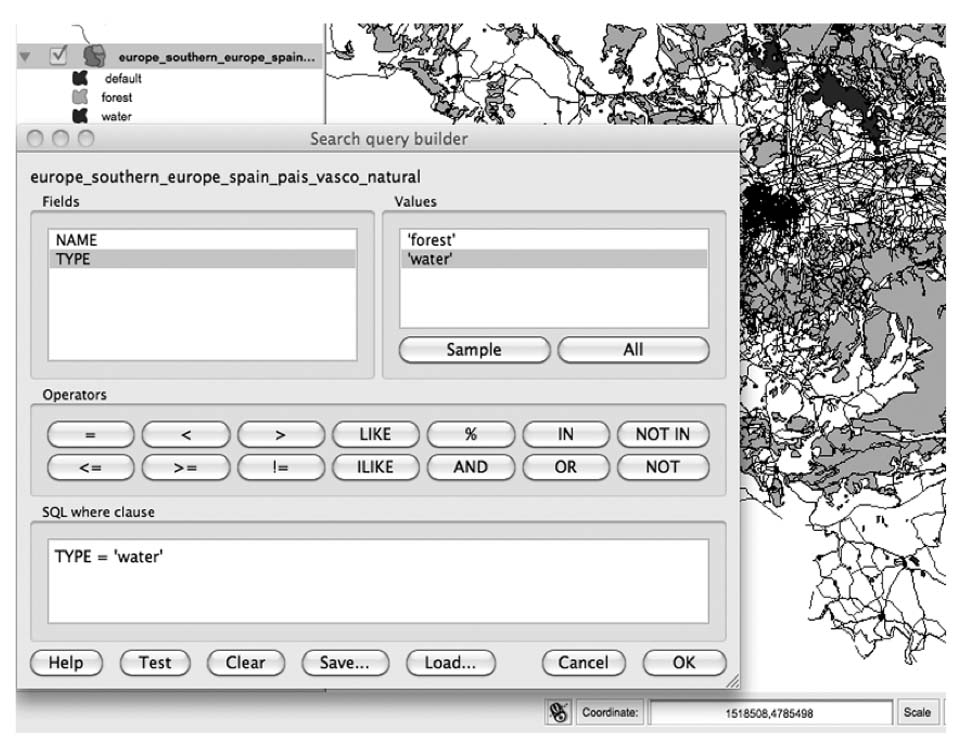 europe_southern_europe_spain...
default
forest
water
Search query builder
europe_southern_europe_spain_pais_vasco_natural
Fields
Values
NAME
TYPE
'forest'
'water'
Sample
All
Operators
= < > LIKE % IN NOT IN
<= >= != ILIKE AND OR NOT
SQL where clause
TYPE = 'water'
Help Test Clear Save... Load... Cancel OK
Coordinate: 1518508,4785498 Scale